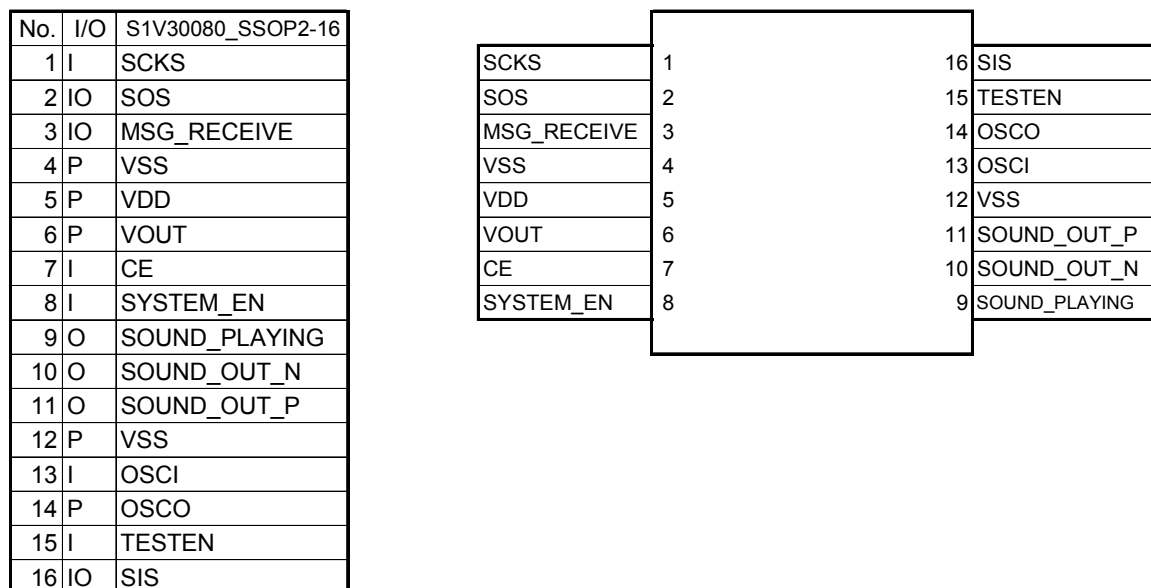 No. I/O S1V30080_SSOP2-16
1 I SCKS
2 IO SOS
3 IO MSG_RECEIVE
4 P VSS
5 P VDD
6 P VOUT
7 I CE
8 I SYSTEM_EN
9 O SOUND_PLAYING
10 O SOUND_OUT_N
11 O SOUND_OUT_P
12 P VSS
13 I OSCI
14 P OSCO
15 I TESTEN
16 IO SIS
SCKS 1 16 SIS
SOS 2 15 TESTEN
MSG_RECEIVE 3 14 OSCO
VSS 4 13 OSCI
VDD 5 12 VSS
VOUT 6 11 SOUND_OUT_P
CE 7 10 SOUND_OUT_N
SYSTEM_EN 8 9 SOUND_PLAYING